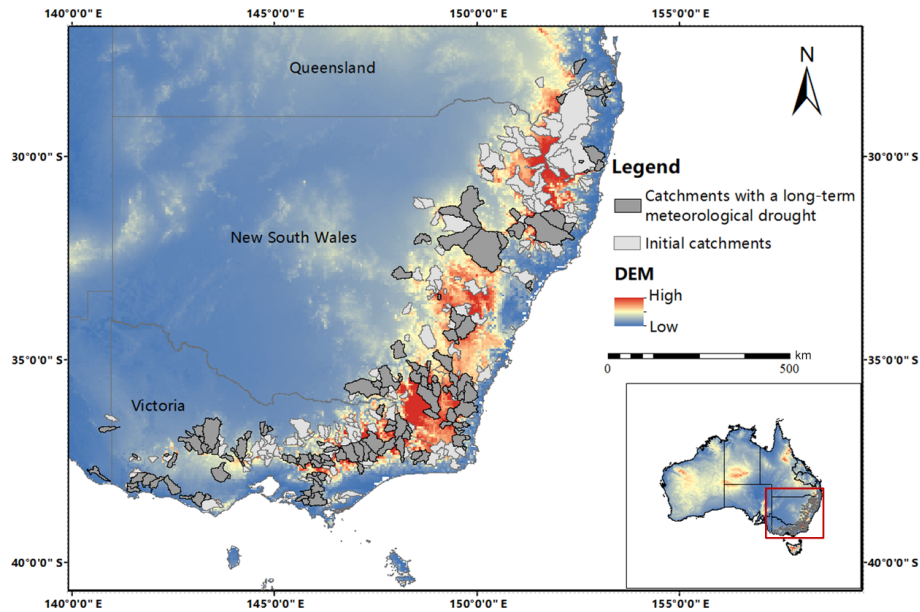 140°0'0" E
145°0'0" E
150°0'0" E
155°0'0" E
Queensland
N
30°0'0" S
30°0'0" S
Legend
Catchments with a long-term
meteorological drought
Initial catchments
New South Wales
DEM
High
Low
35°0'0" S
35°0'0" S
km
0
500
Victoria
40°0'0" S
40°0'0" S
140°0'0" E
145°0'0" E
150°0'0" E
155°0'0" E